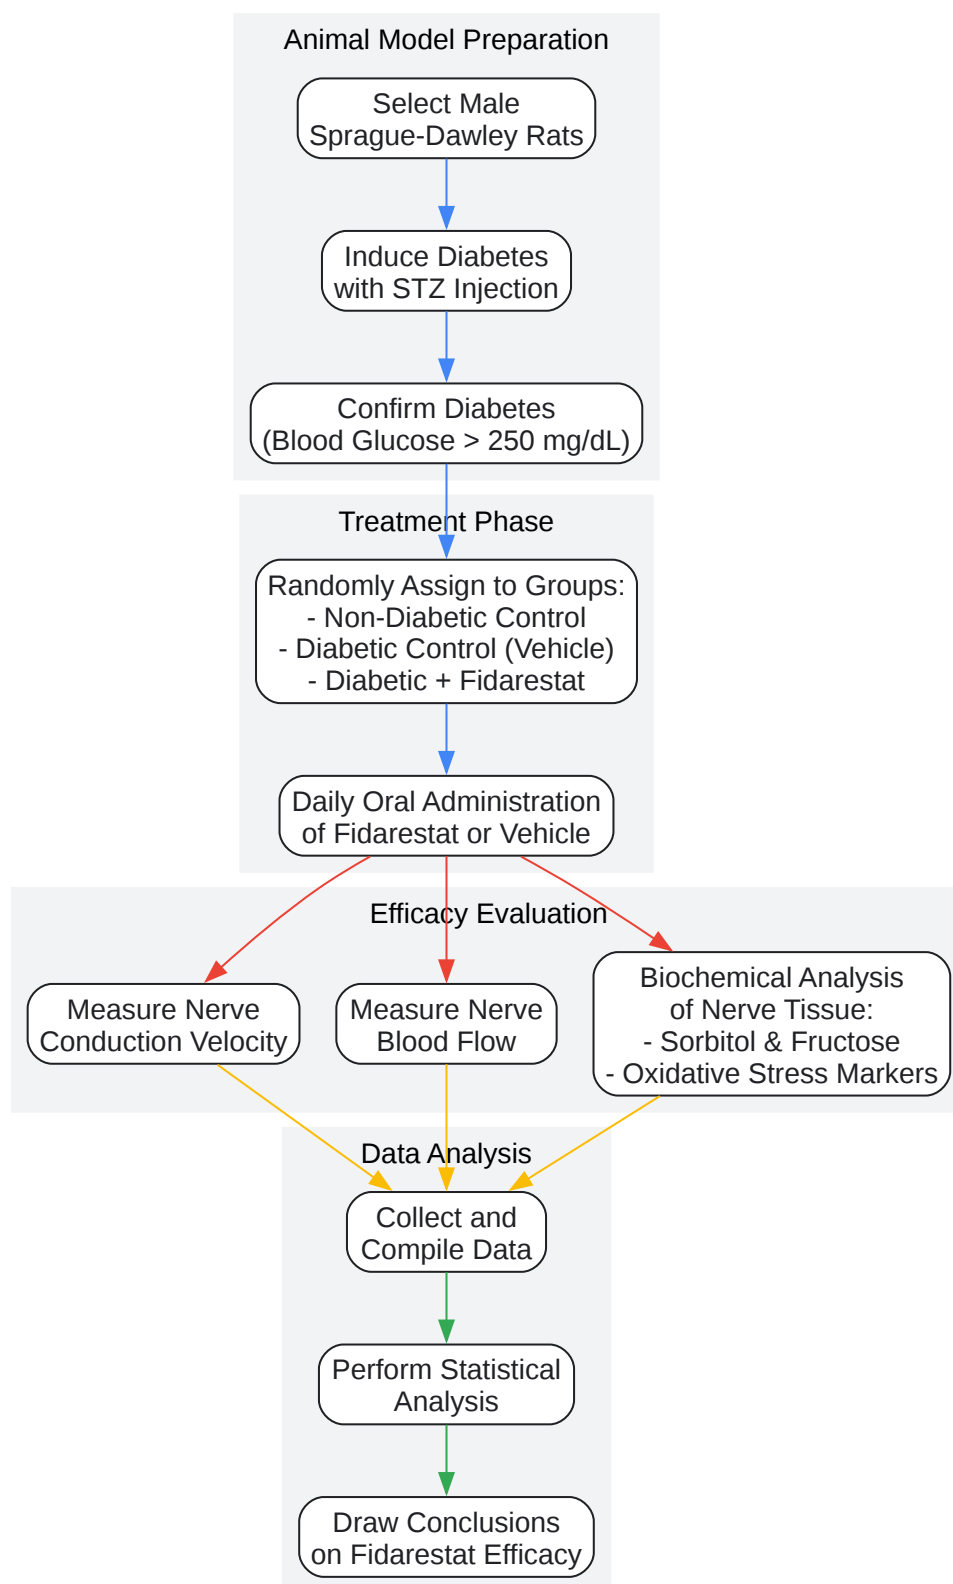 Animal Model Preparation
Select Male
Sprague-Dawley Rats
Induce Diabetes
with STZ Injection
Confirm Diabetes
(Blood Glucose > 250 mg/dL)
Treatment Phase
Randomly Assign to Groups:
- Non-Diabetic Control
- Diabetic Control (Vehicle)
- Diabetic + Fidarestat
Daily Oral Administration
of Fidarestat or Vehicle
Efficacy Evaluation
Measure Nerve
Conduction Velocity
Measure Nerve
Blood Flow
Biochemical Analysis
of Nerve Tissue:
- Sorbitol & Fructose
- Oxidative Stress Markers
Data Analysis
Collect and
Compile Data
Perform Statistical
Analysis
Draw Conclusions
on Fidarestat Efficacy